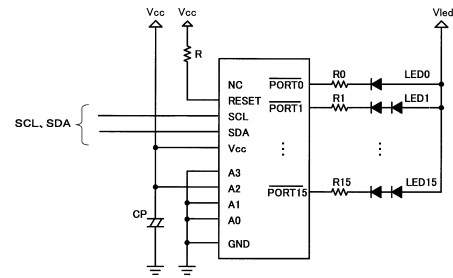 Vcc Vcc Vled
R
NC PORT0 R0 LED0
RESET PORT1 R1 LED1
SCL
SCL、SDA SDA
Vcc
A3
A2 PORT15 R15 LED15
CP A1
A0
GND